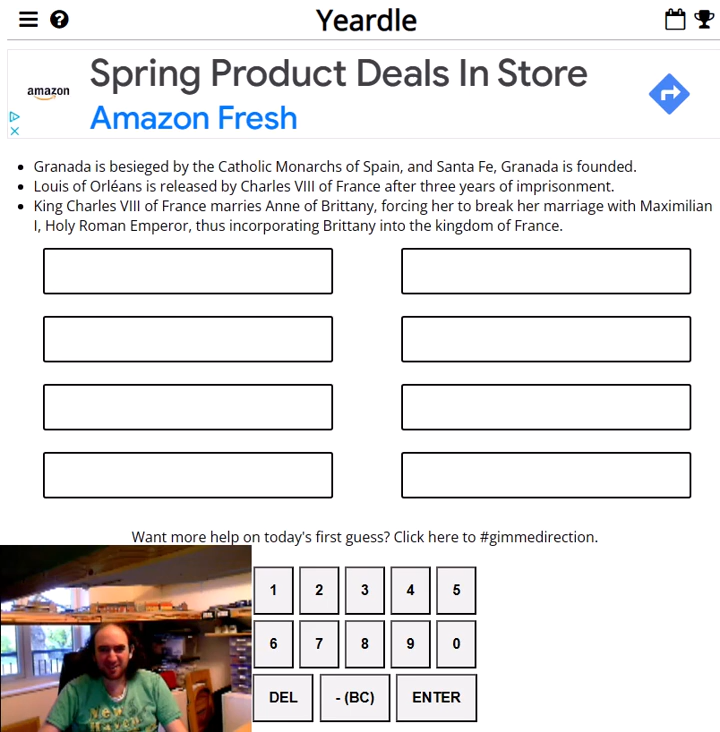 Yeardle
amazon
Spring Product Deals In Store
Amazon Fresh
• Granada is besieged by the Catholic Monarchs of Spain, and Santa Fe, Granada is founded.
• Louis of Orléans is released by Charles VIII of France after three years of imprisonment.
• King Charles VIII of France marries Anne of Brittany, forcing her to break her marriage with Maximilian
I, Holy Roman Emperor, thus incorporating Brittany into the kingdom of France.
Want more help on today's first guess? Click here to #gimmedirection.
1 2 3 4 5
6 7 8 9 0
DEL - (BC) ENTER